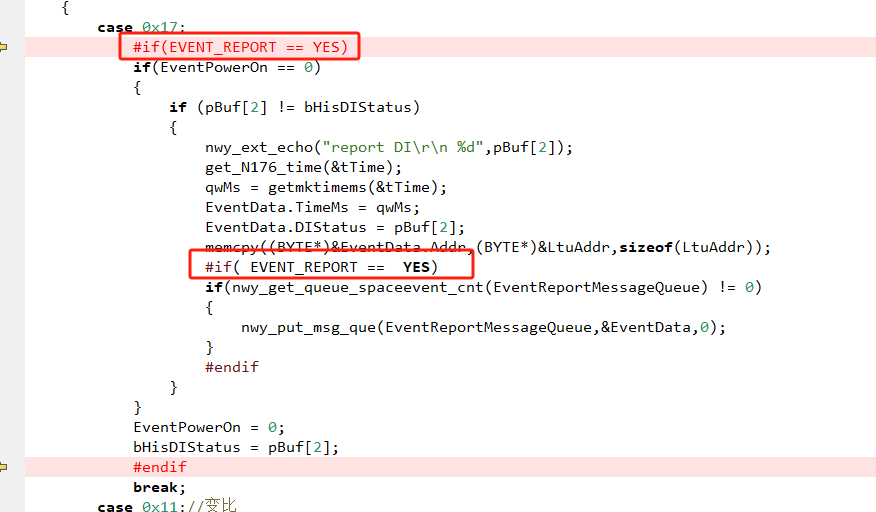 {
case 0x17:
#if(EVENT_REPORT == YES)
if(EventPowerOn == 0)
{
if (pBuf[2] != bHisDIStatus)
{
nwy_ext_echo("report DI\r\n %d",pBuf[2]);
get_N176_time(&tTime);
qwMs = getmktimems(&tTime);
EventData.TimeMs = qwMs;
EventData.DIStatus = pBuf[2];
memcpy((BYTE*)&EventData.Addr,(BYTE*)&LtuAddr,sizeof(LtuAddr));
#if( EVENT_REPORT ==  YES)
if(nwy_get_queue_spaceevent_cnt(EventReportMessageQueue) != 0)
{
nwy_put_msg_que(EventReportMessageQueue,&EventData,0);
}
#endif
}
}
EventPowerOn = 0;
bHisDIStatus = pBuf[2];
#endif
break;
case 0x11://变比